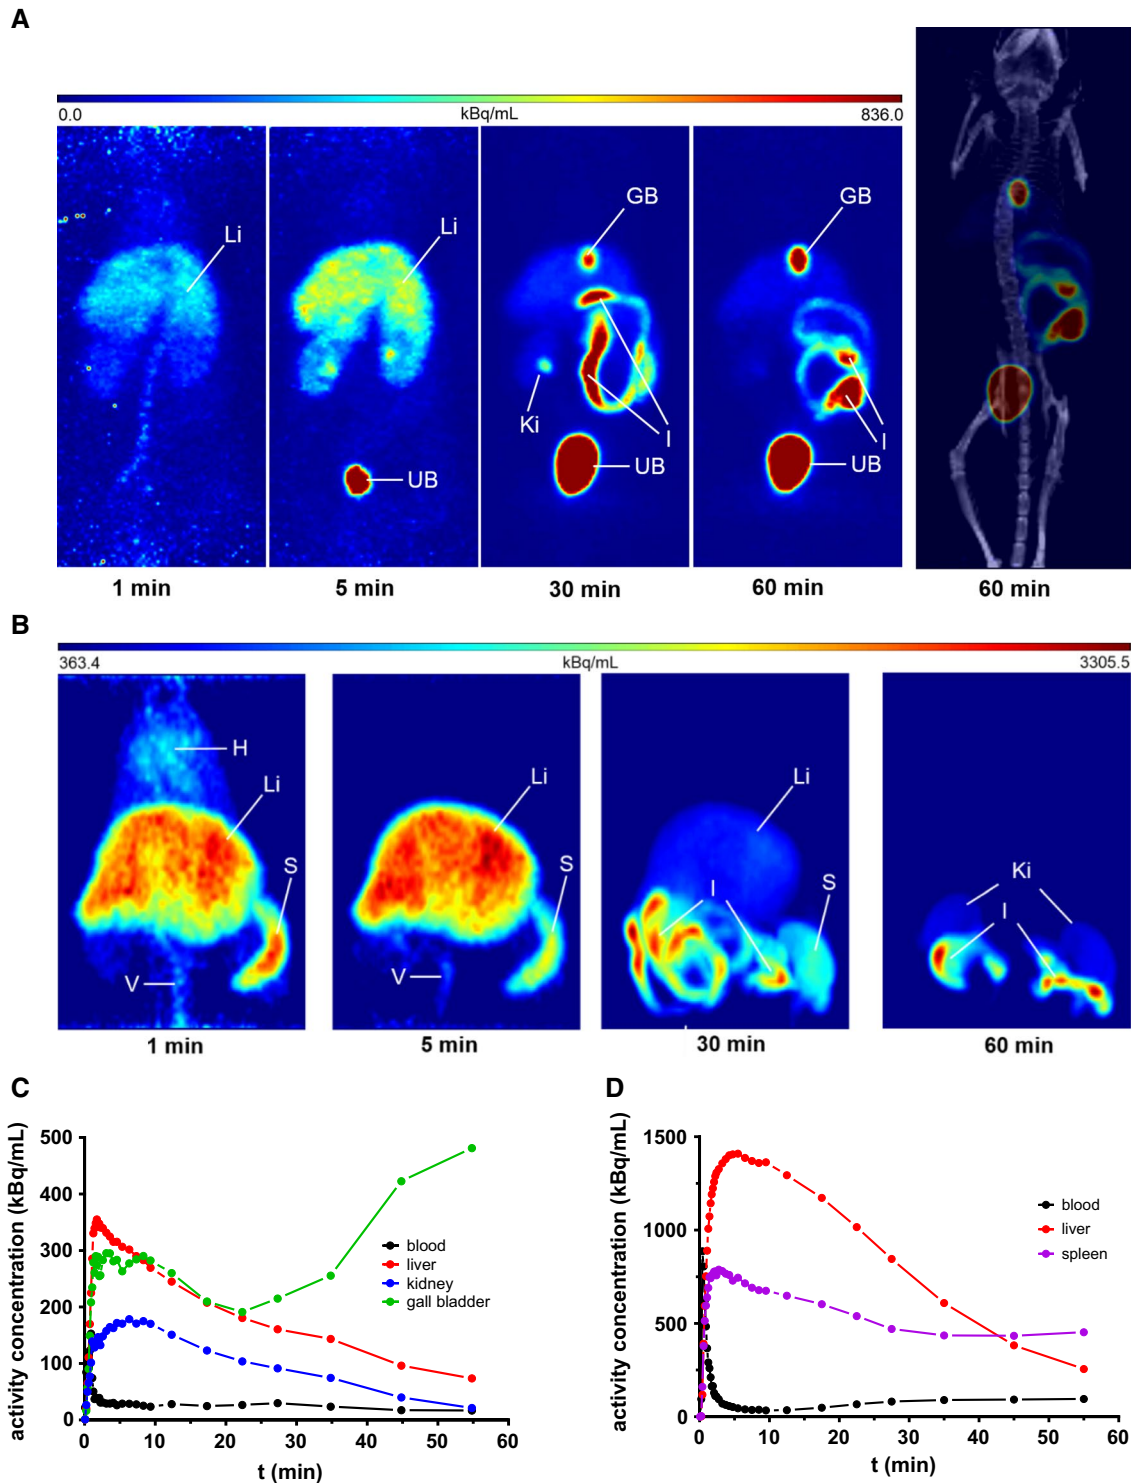 A
0.0 kBq/mL 836.0
Li
Li
GB
GB
Ki
I
I
UB
UB
UB
1 min
5 min
30 min
60 min
60 min
B
363.4 kBq/mL 3305.5
H
Li
S
V
Li
S
V
Li
I
S
Ki
I
1 min
5 min
30 min
60 min
C
activity concentration (kBq/mL)
500
400
300
200
100
0
0 10 20 30 40 50 60
t (min)
blood
liver
kidney
gall bladder
D
activity concentration (kBq/mL)
1500
1000
500
0
0 10 20 30 40 50 60
t (min)
blood
liver
spleen